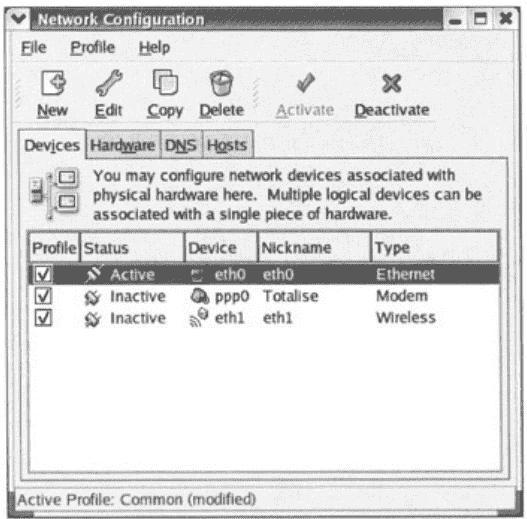 Network Configuration
File Profile Help
New Edit Copy Delete Activate Deactivate
Devices Hardware DNS Hosts
You may configure network devices associated with
physical hardware here. Multiple logical devices can be
associated with a single piece of hardware.
Profile Status Device Nickname Type
Active eth0 eth0 Ethernet
Inactive ppp0 Totalise Modem
Inactive eth1 eth1 Wireless
Active Profile: Common (modified)